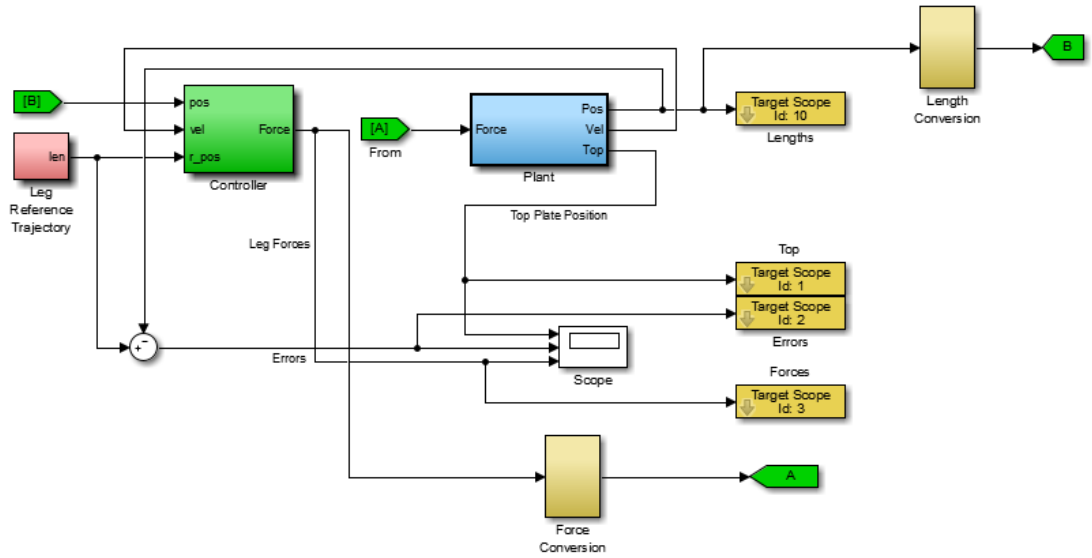 B
Length
Conversion
[B]
pos
vel
r_pos
Force
Controller
len
Leg
Reference
Trajectory
[A]
From
Force
Pos
Vel
Top
Plant
Target Scope
Id: 10
Lengths
Top Plate Position
Leg Forces
Top
Target Scope
Id: 1
Target Scope
Id: 2
Errors
+
−
Errors
Scope
Forces
Target Scope
Id: 3
Force
Conversion
A